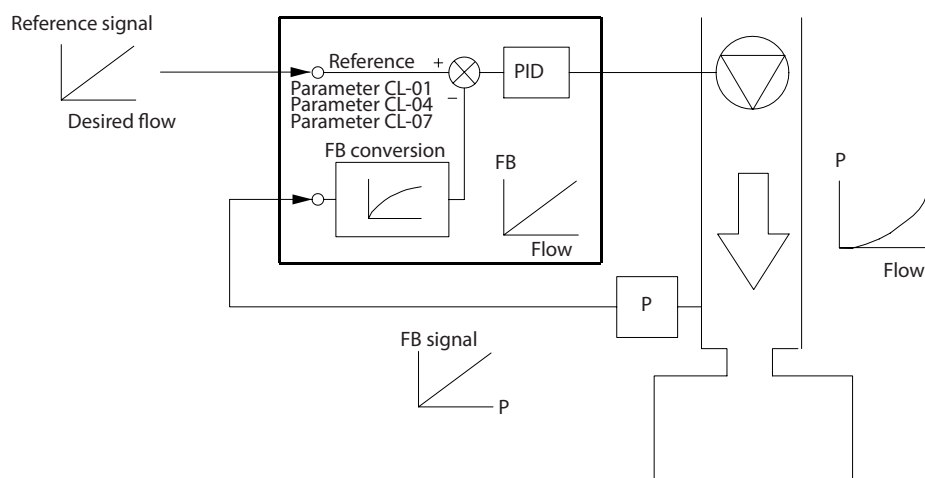 Reference signal
Desired flow
Reference
+
Parameter CL-01
Parameter CL-04
Parameter CL-07
−
PID
FB conversion
FB
Flow
P
Flow
P
FB signal
P